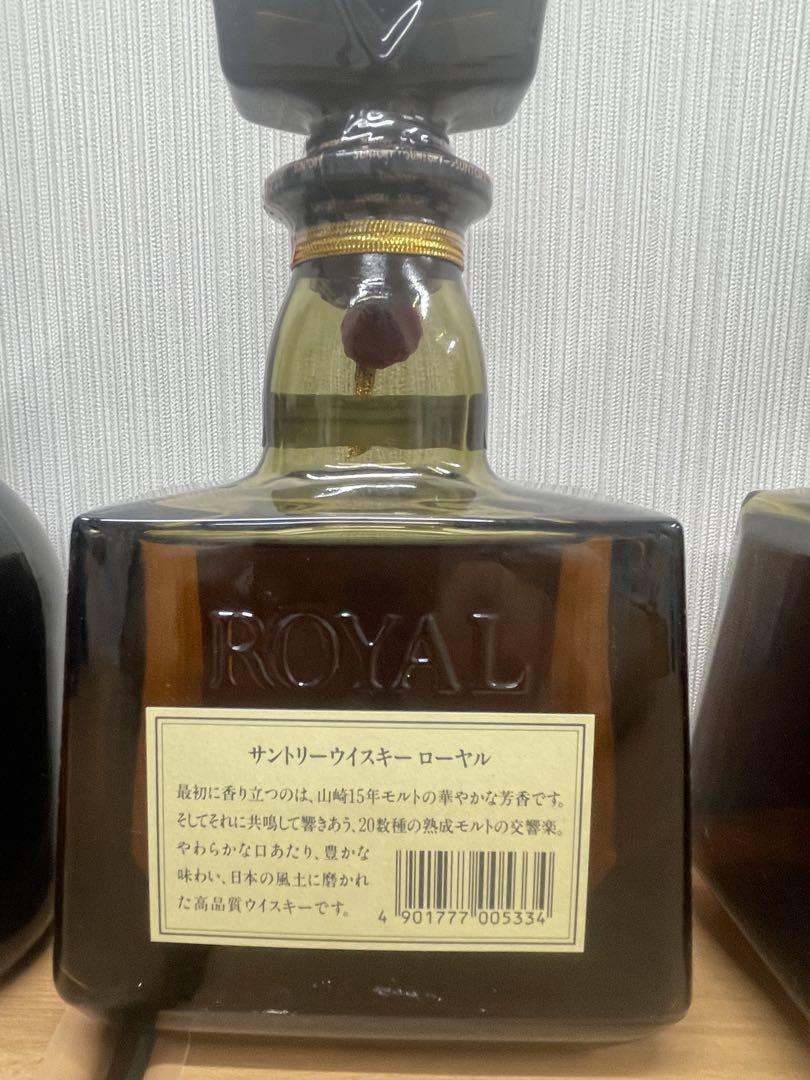 SUNTORY
ROYAL
サントリーウイスキー ローヤル
最初に香り立つのは、山崎15年モルトの華やかな芳香です。
そしてそれに共鳴して響きあう、20数種の熟成モルトの交響楽。
やわらかな口あたり、豊かな
味わい、日本の風土に磨かれ
た高品質ウイスキーです。
4 901777 005334